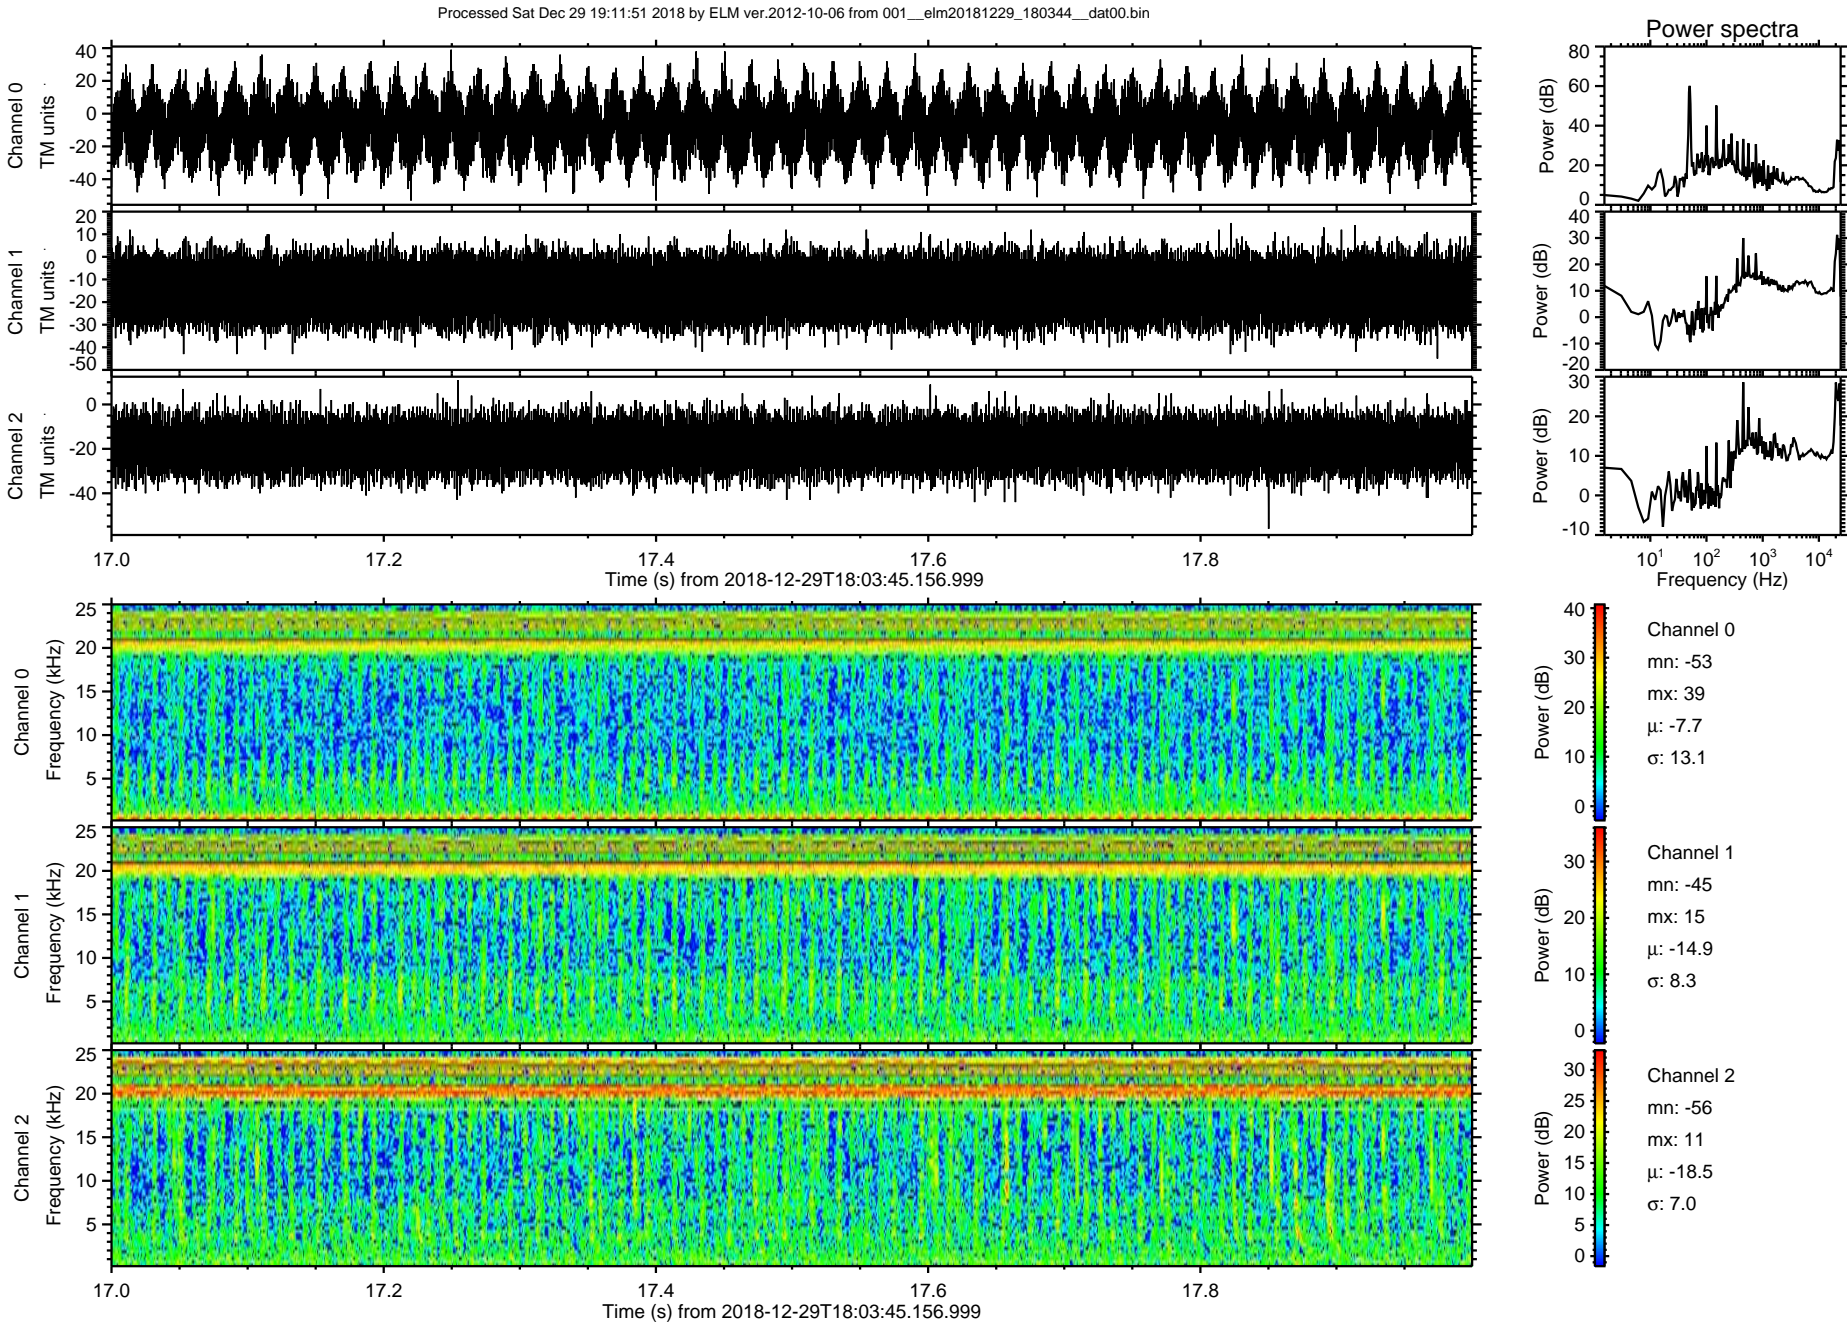 Processed Sat Dec 29 19:11:51 2018 by ELM ver.2012-10-06 from 001__elm20181229_180344__dat00.bin
Power spectra
Channel 0
TM units
40
20
0
-20
-40
Power (dB)
80
60
40
20
0
Channel 1
TM units
20
10
0
-10
-20
-30
-40
-50
Power (dB)
40
30
20
10
0
-10
-20
Channel 2
TM units
0
-20
-40
Power (dB)
30
20
10
0
-10
17.0 17.2 17.4 17.6 17.8
Time (s) from 2018-12-29T18:03:45.156.999
10¹ 10² 10³ 10⁴
Frequency (Hz)
Channel 0
Frequency (kHz)
25
20
15
10
5
Power (dB)
40
30
20
10
0
Channel 0
mn: -53
mx: 39
μ: -7.7
σ: 13.1
Channel 1
Frequency (kHz)
25
20
15
10
5
Power (dB)
30
20
10
0
Channel 1
mn: -45
mx: 15
μ: -14.9
σ: 8.3
Channel 2
Frequency (kHz)
25
20
15
10
5
Power (dB)
30
25
20
15
10
5
0
Channel 2
mn: -56
mx: 11
μ: -18.5
σ: 7.0
17.0 17.2 17.4 17.6 17.8
Time (s) from 2018-12-29T18:03:45.156.999